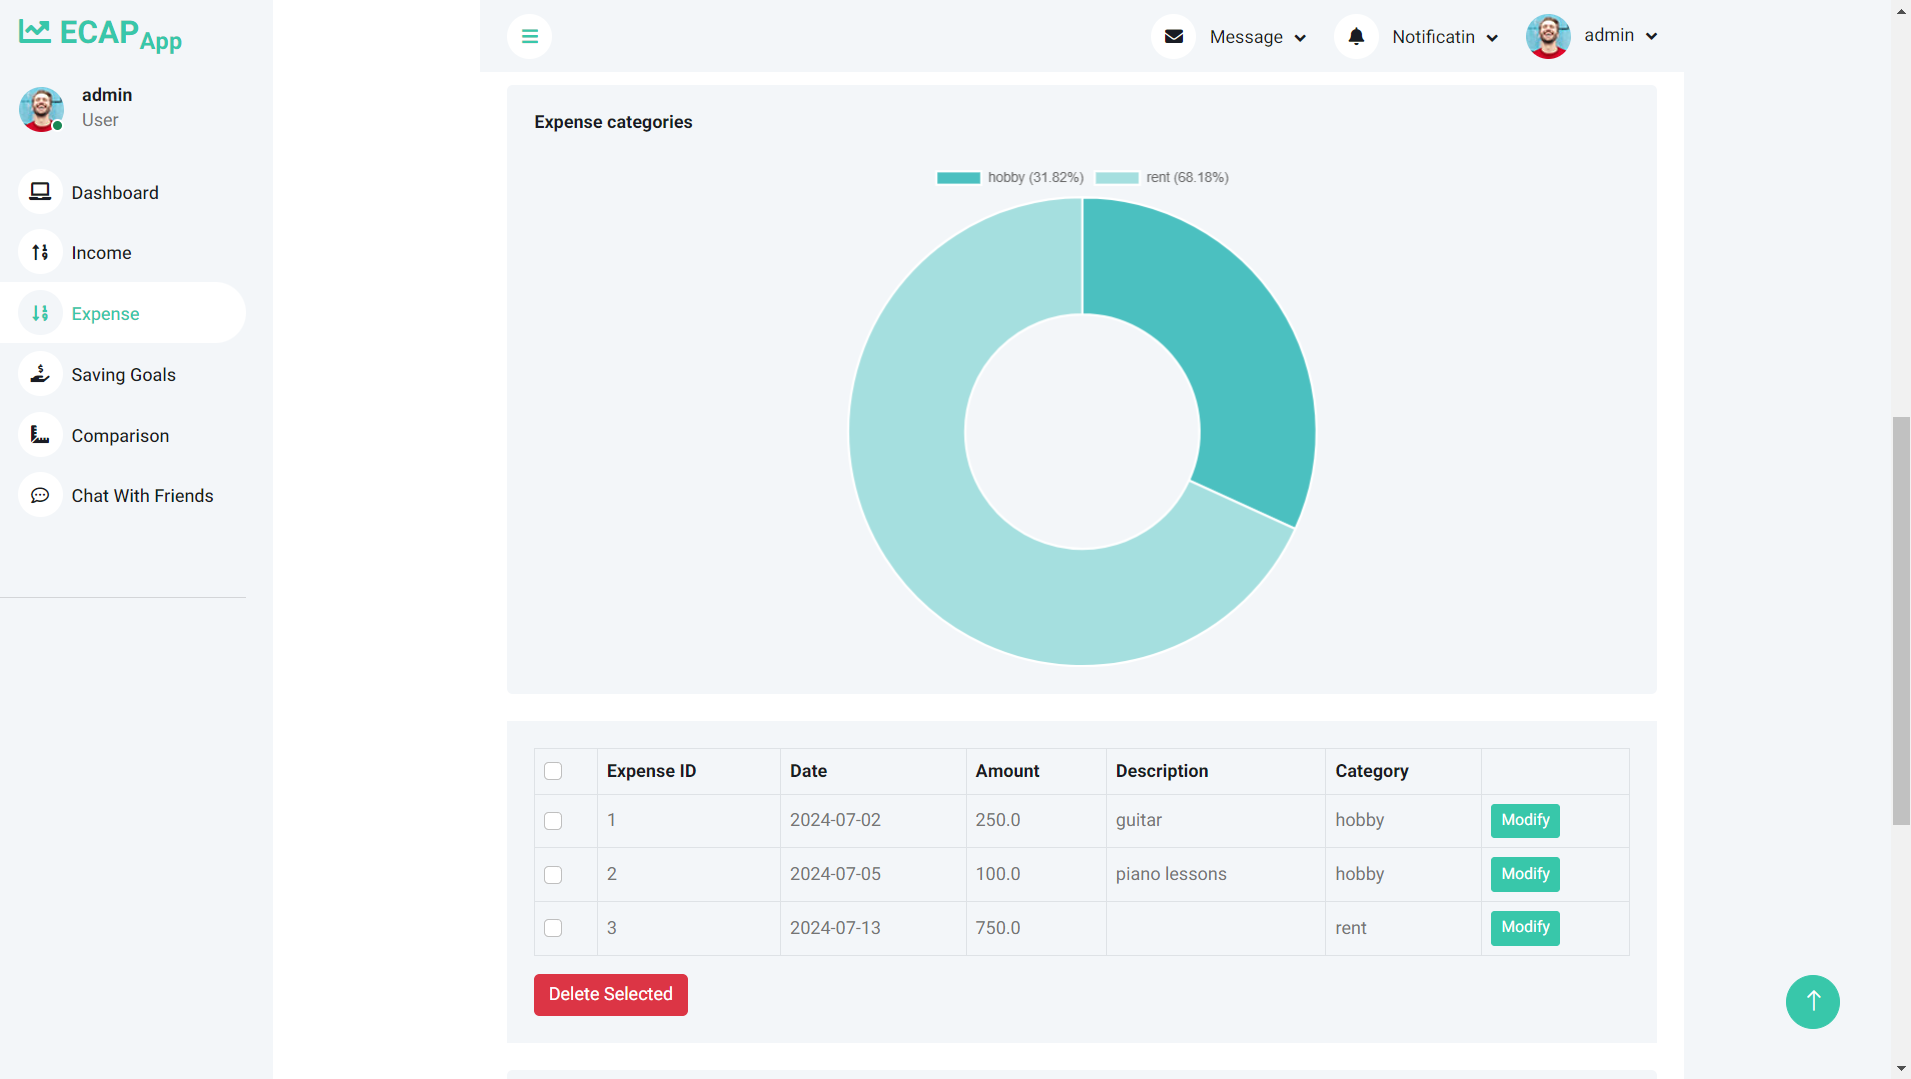 ECAP App
admin
User
Dashboard
Income
Expense
Saving Goals
Comparison
Chat With Friends
Message
Notificatin
admin
Expense categories
hobby (31.82%) rent (68.18%)
Expense ID Date Amount Description Category
1 2024-07-02 250.0 guitar hobby Modify
2 2024-07-05 100.0 piano lessons hobby Modify
3 2024-07-13 750.0 rent Modify
Delete Selected